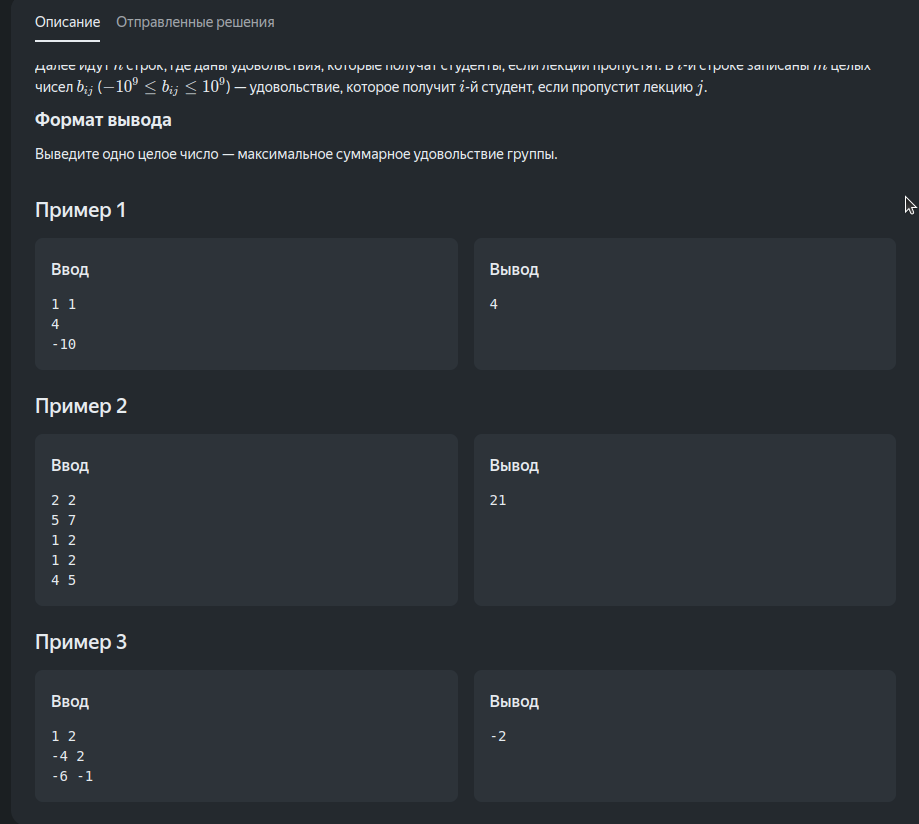 Описание Отправленные решения
Далее идут n строк, где даны удовольствия, которые получат студенты, если лекции пропустят. В i-й строке записаны m целых
чисел b_{ij} (−10^9 ≤ b_{ij} ≤ 10^9) — удовольствие, которое получит i-й студент, если пропустит лекцию j.
Формат вывода
Выведите одно целое число — максимальное суммарное удовольствие группы.
Пример 1
Ввод
1 1
4
-10
Вывод
4
Пример 2
Ввод
2 2
5 7
1 2
1 2
4 5
Вывод
21
Пример 3
Ввод
1 2
-4 2
-6 -1
Вывод
-2